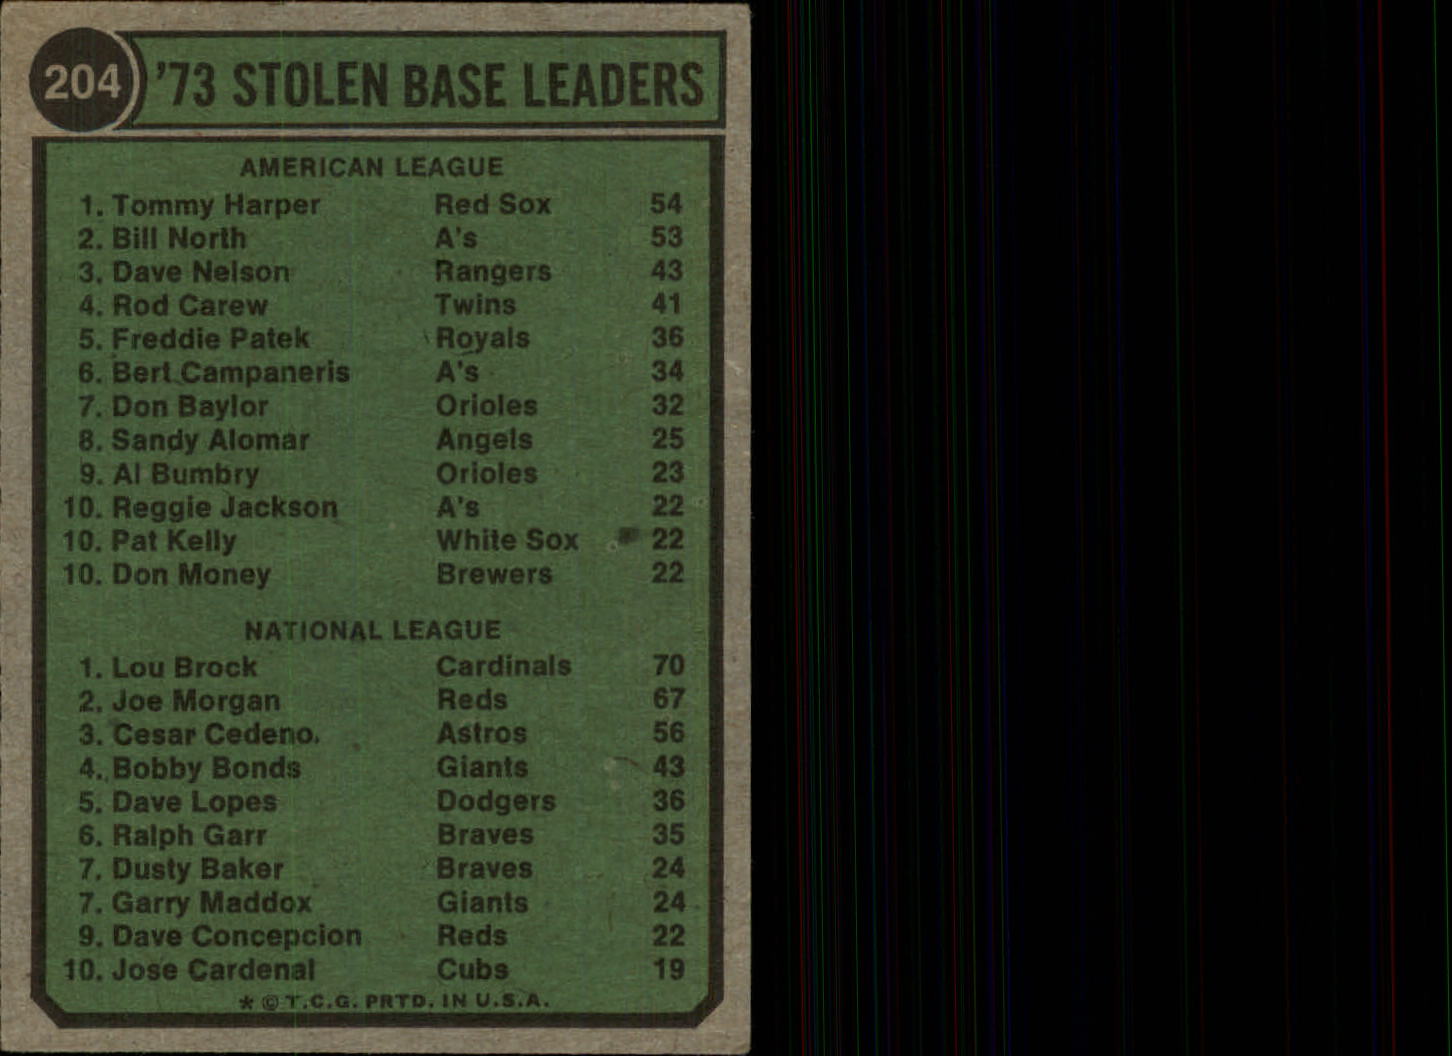 204 '73 STOLEN BASE LEADERS
AMERICAN LEAGUE
1. Tommy Harper Red Sox 54
2. Bill North A's 53
3. Dave Nelson Rangers 43
4. Rod Carew Twins 41
5. Freddie Patek Royals 36
6. Bert Campaneris A's 34
7. Don Baylor Orioles 32
8. Sandy Alomar Angels 25
9. Al Bumbry Orioles 23
10. Reggie Jackson A's 22
10. Pat Kelly White Sox 22
10. Don Money Brewers 22
NATIONAL LEAGUE
1. Lou Brock Cardinals 70
2. Joe Morgan Reds 67
3. Cesar Cedeno. Astros 56
4. Bobby Bonds Giants 43
5. Dave Lopes Dodgers 36
6. Ralph Garr Braves 35
7. Dusty Baker Braves 24
7. Garry Maddox Giants 24
9. Dave Concepcion Reds 22
10. Jose Cardenal Cubs 19
* © T.C.G. PRTD. IN U.S.A.